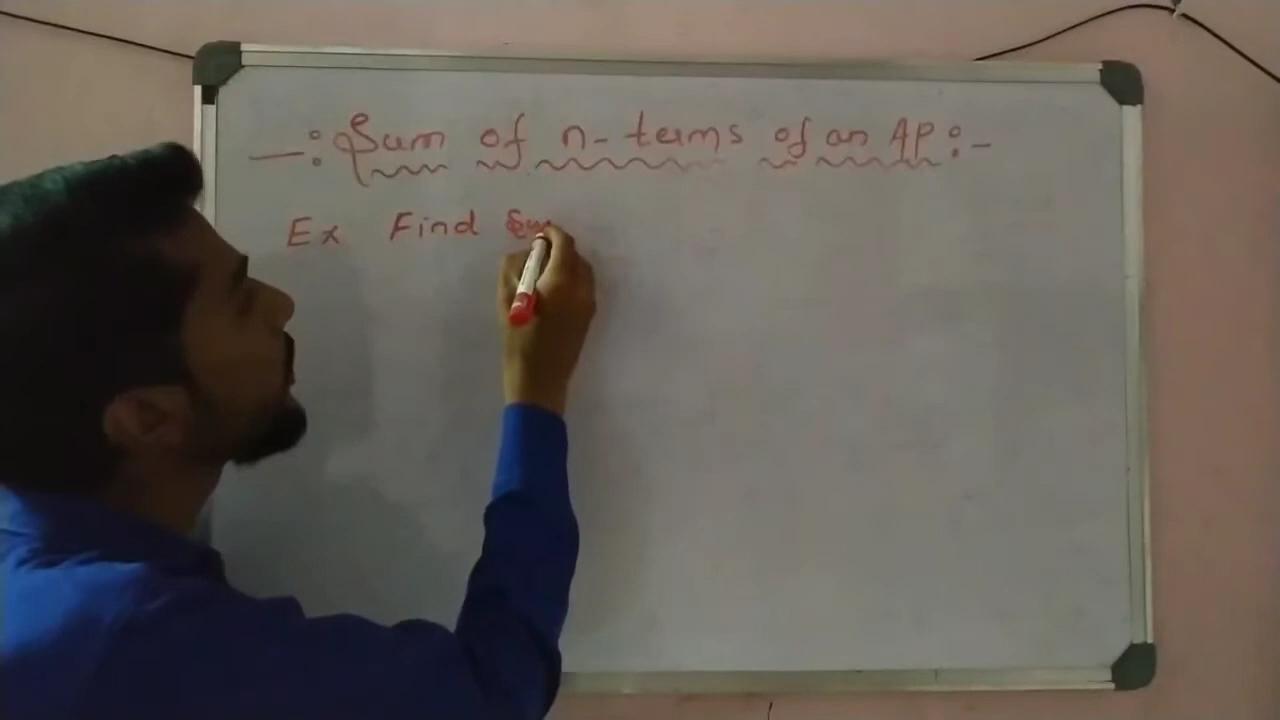 —: Sum of n- terms of an AP :-
Ex Find